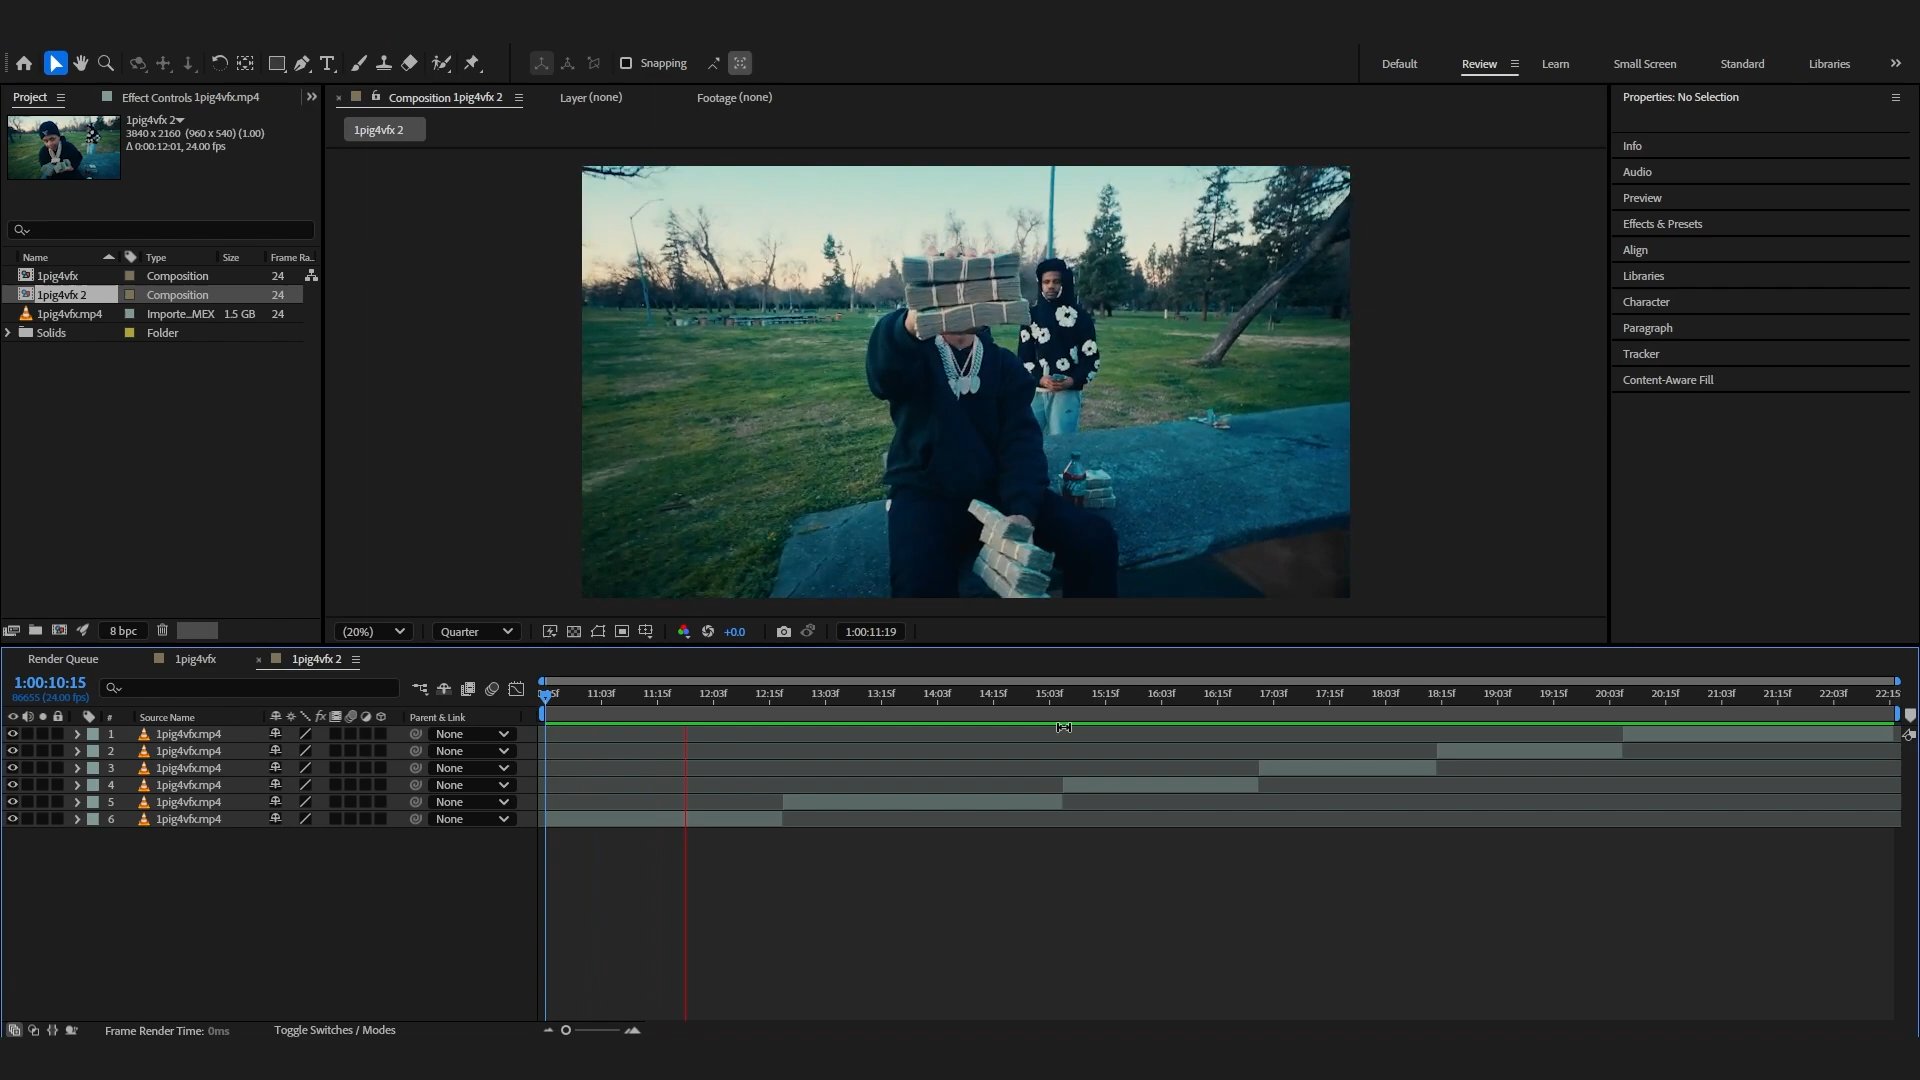 Snapping
Default
Review
Learn
Small Screen
Standard
Libraries
Project
Effect Controls 1pig4vfx.mp4
Composition 1pig4vfx 2
Layer (none)
Footage (none)
Properties: No Selection
1pig4vfx 2
3840 x 2160 (960 x 540) (1.00)
Δ 0:00:12:01, 24.00 fps
1pig4vfx 2
Info
Audio
Preview
Effects & Presets
Align
Libraries
Character
Paragraph
Tracker
Content-Aware Fill
Name Type Size Frame Ra..
1pig4vfx Composition 24
1pig4vfx 2 Composition 24
1pig4vfx.mp4 Importe...MEX 1.5 GB 24
Solids Folder
8 bpc
(20%) Quarter +0.0 1:00:11:19
Render Queue 1pig4vfx 1pig4vfx 2
1:00:10:15
86655 (24.00 fps)
11:03f 11:15f 12:03f 12:15f 13:03f 13:15f 14:03f 14:15f 15:03f 15:15f 16:03f 16:15f 17:03f 17:15f 18:03f 18:15f 19:03f 19:15f 20:03f 20:15f 21:03f 21:15f 22:03f 22:15
# Source Name fx Parent & Link
1 1pig4vfx.mp4 None
2 1pig4vfx.mp4 None
3 1pig4vfx.mp4 None
4 1pig4vfx.mp4 None
5 1pig4vfx.mp4 None
6 1pig4vfx.mp4 None
Frame Render Time: 0ms
Toggle Switches / Modes